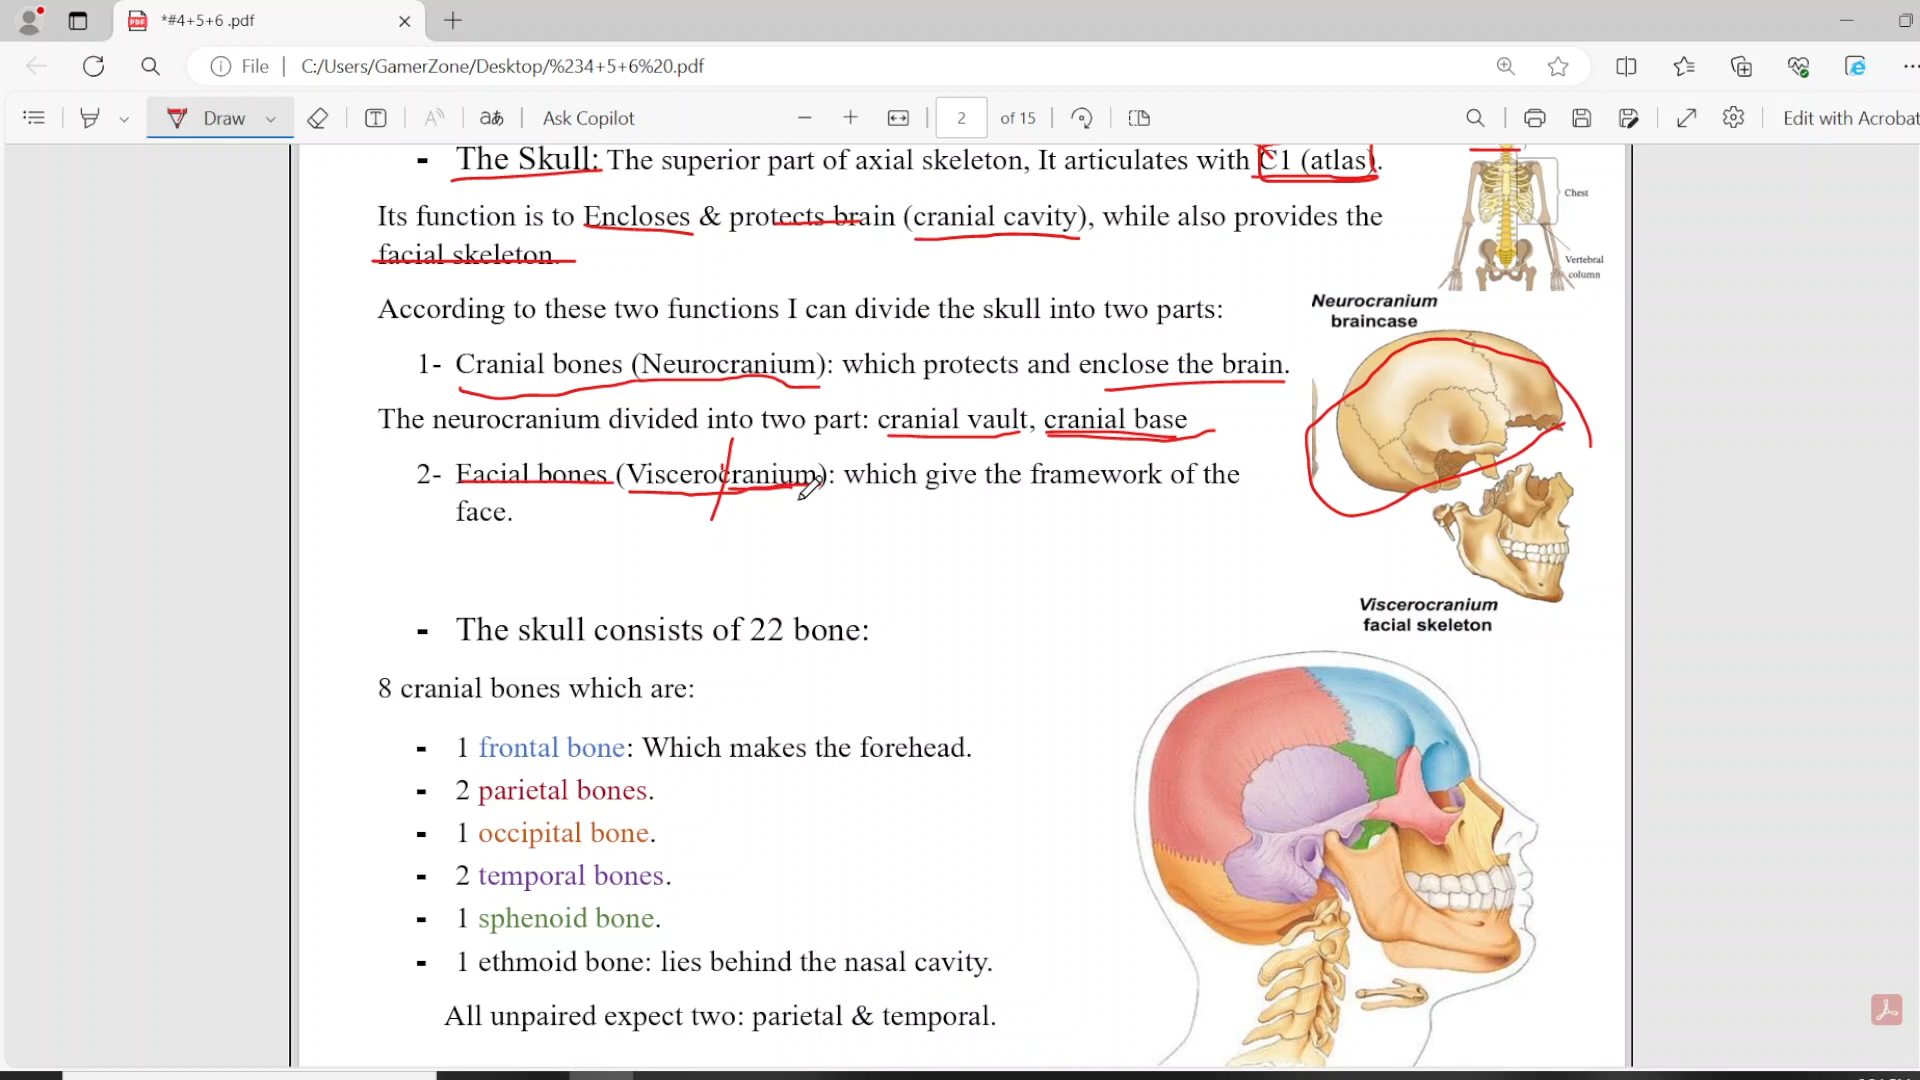 *#4+5+6 .pdf
File
C:/Users/GamerZone/Desktop/%234+5+6%20.pdf
Draw
Ask Copilot
2
of 15
Edit with Acrobat
- The Skull: The superior part of axial skeleton, It articulates with C1 (atlas).
Its function is to Encloses & protects brain (cranial cavity), while also provides the
facial skeleton.
Chest
Vertebral
column
According to these two functions I can divide the skull into two parts:
Neurocranium
braincase
1- Cranial bones (Neurocranium): which protects and enclose the brain.
The neurocranium divided into two part: cranial vault, cranial base
2- Facial bones (Viscerocranium): which give the framework of the
face.
Viscerocranium
facial skeleton
- The skull consists of 22 bone:
8 cranial bones which are:
- 1 frontal bone: Which makes the forehead.
- 2 parietal bones.
- 1 occipital bone.
- 2 temporal bones.
- 1 sphenoid bone.
- 1 ethmoid bone: lies behind the nasal cavity.
All unpaired expect two: parietal & temporal.